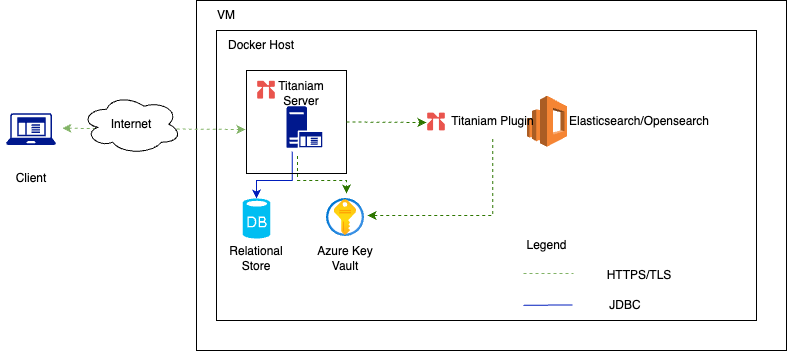 VM
Docker Host
Titaniam
Server
Internet
Titaniam Plugin
Elasticsearch/Opensearch
Client
DB
Relational
Store
Azure Key
Vault
Legend
HTTPS/TLS
JDBC